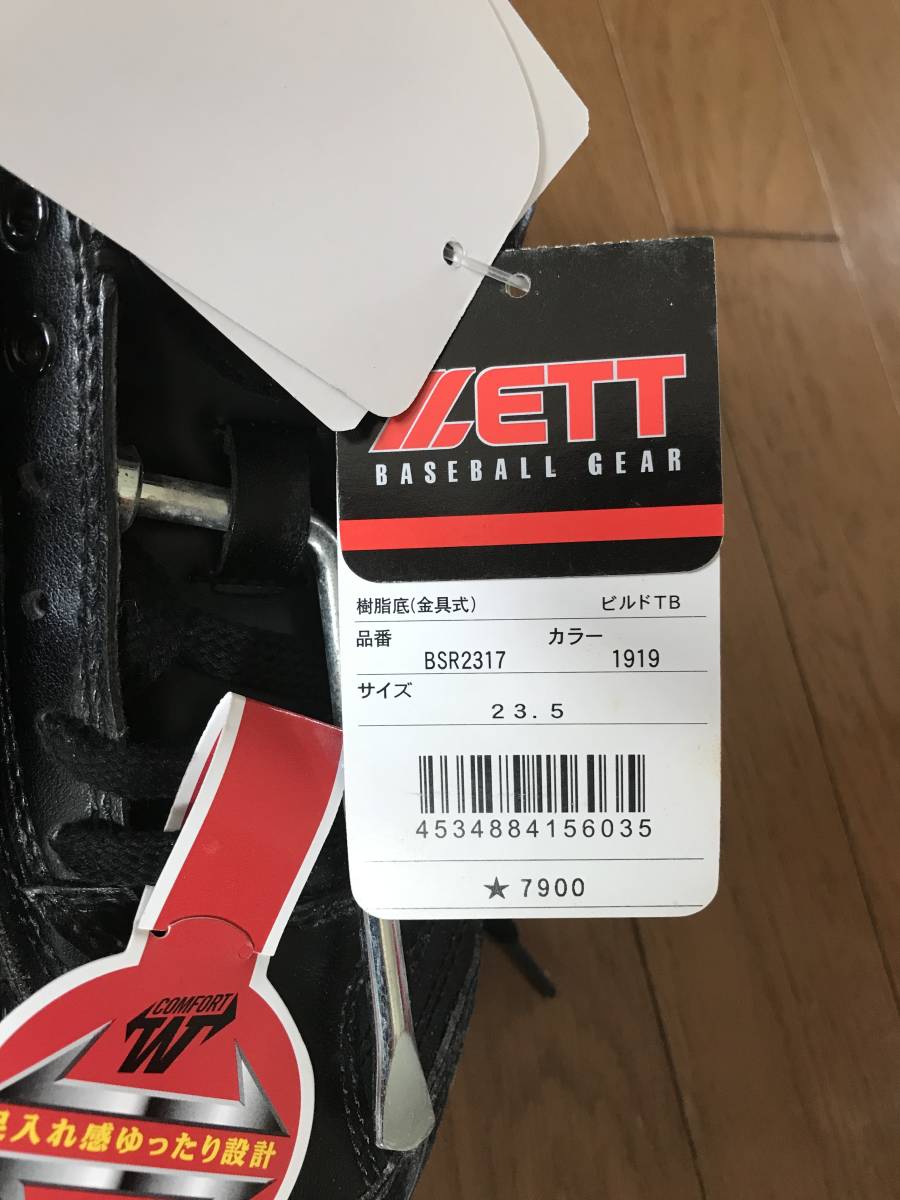 ZETT
BASEBALL GEAR
樹脂底(金具式) ビルドTB
品番 カラー
BSR2317 1919
サイズ
23.5
4534884156035
★7900
COMFORT
W
足入れ感ゆったり設計